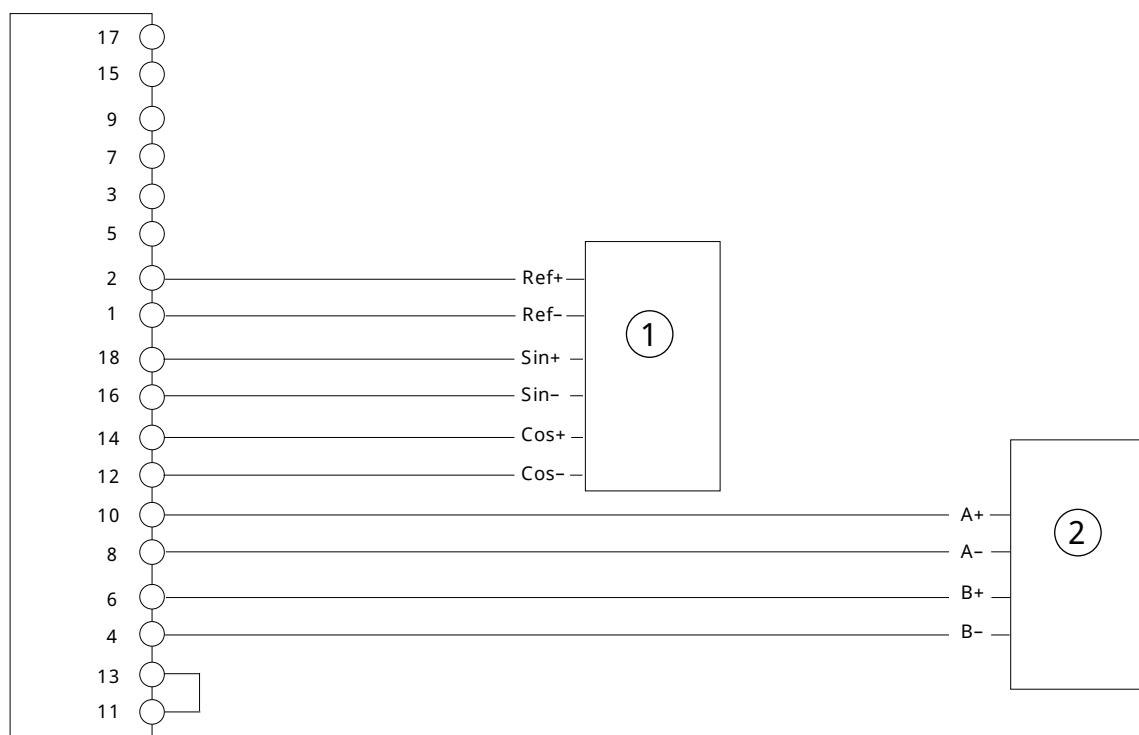 17
15
9
7
3
5
2 Ref+
1 Ref–
1
18 Sin+
16 Sin–
14 Cos+
12 Cos–
10 A+
2
8 A–
6 B+
4 B–
13
11